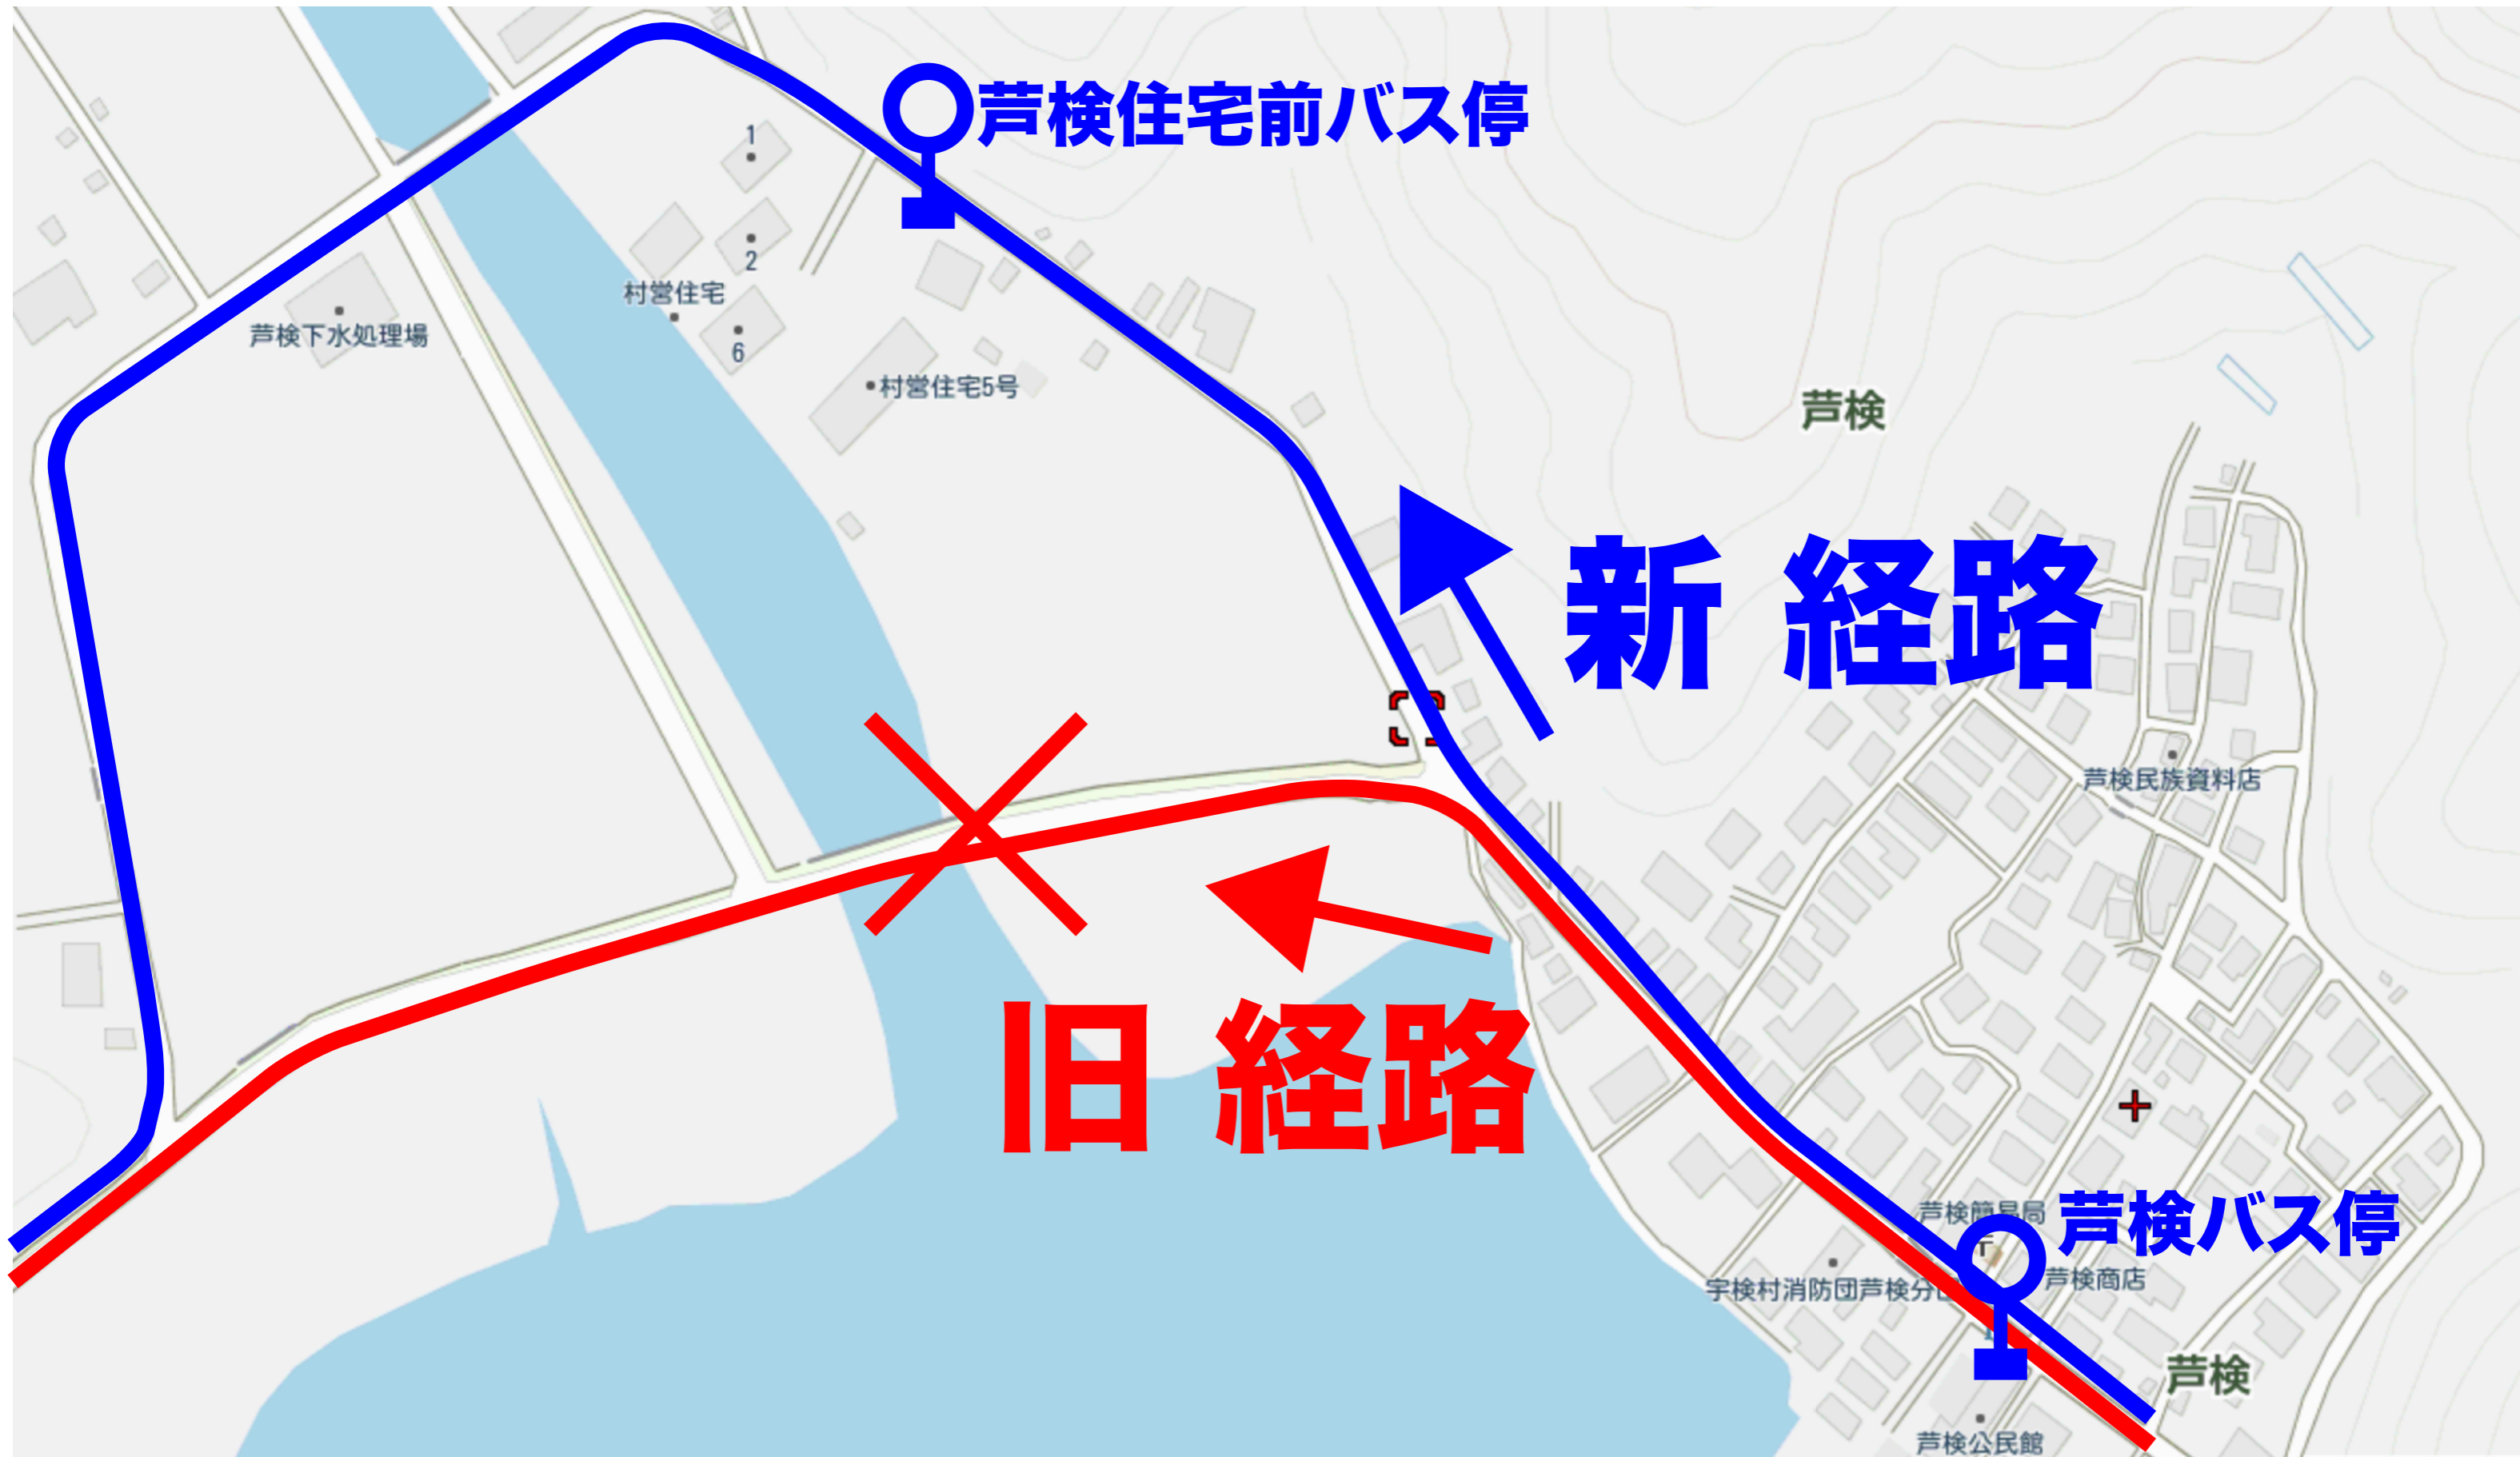 芦検住宅前バス停
1
2
村営住宅
6
芦検下水処理場
村営住宅5号
芦検
新 経路
芦検民族資料店
旧 経路
芦検簡易局
芦検バス停
〒
芦検商店
宇検村消防団芦検分
芦検
芦検公民館